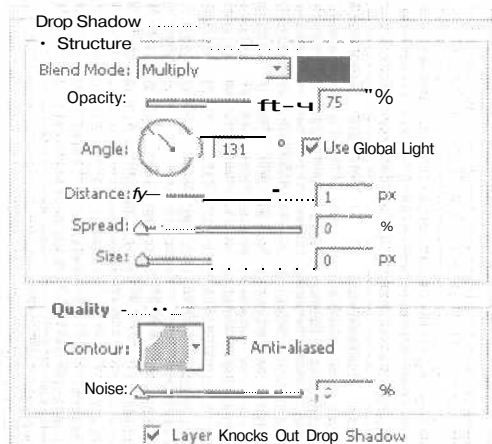 Drop Shadow
Structure
Blend Mode: Multiply
Opacity: 75 %
Angle: 131 ° Use Global Light
Distance: 1 px
Spread: 0 %
Size: 0 px
Quality
Contour: Anti-aliased
Noise: 0 %
Layer Knocks Out Drop Shadow